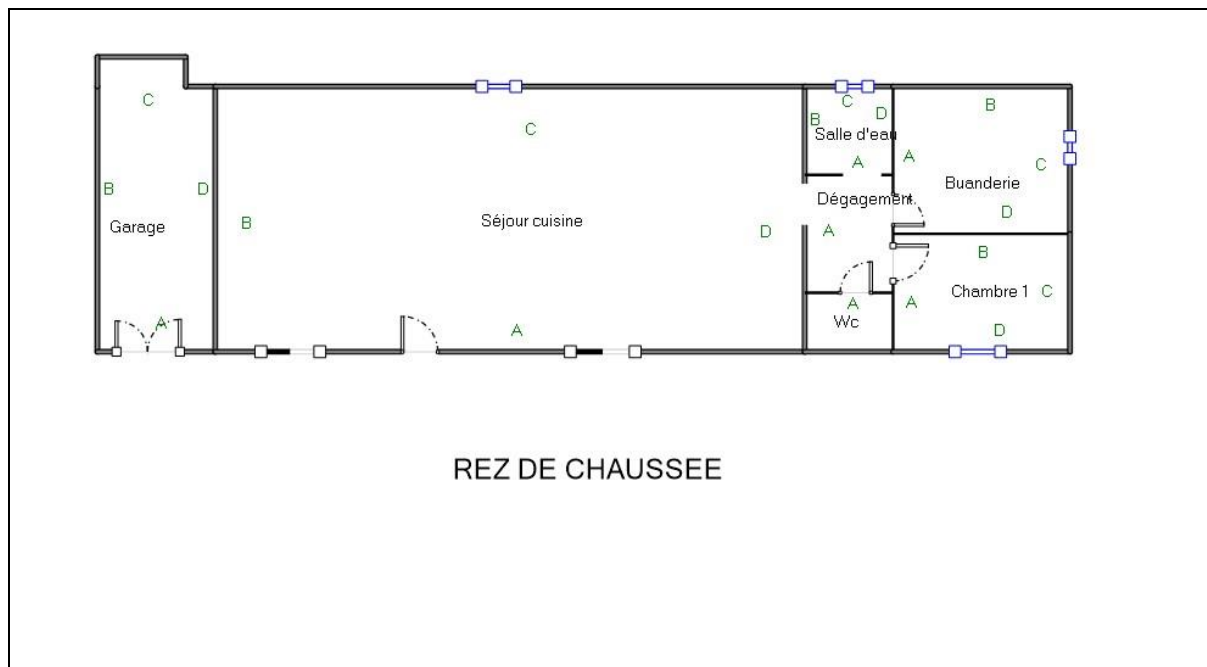 C
C
B
D
Garage
A
C
B
Séjour cuisine
D
A
C
B
D
Salle d'eau
A
Dégagement
A
B
A
C
Buanderie
D
B
Chambre 1
C
A
D
A
Wc
REZ DE CHAUSSEE